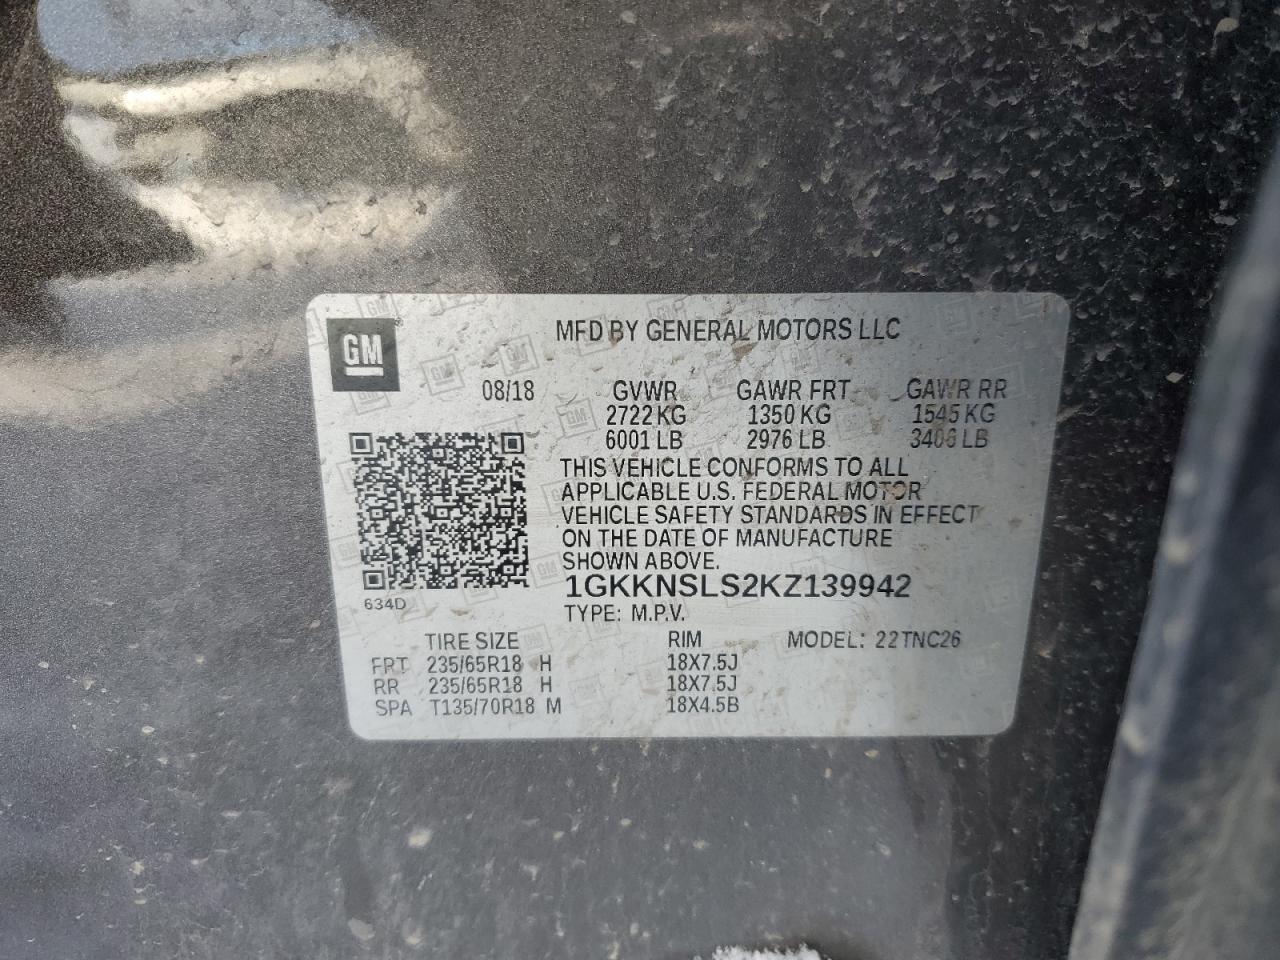 GM
MFD BY GENERAL MOTORS LLC
08/18 GVWR GAWR FRT GAWR RR
2722 KG 1350 KG 1545 KG
6001 LB 2976 LB 3406 LB
THIS VEHICLE CONFORMS TO ALL
APPLICABLE U.S. FEDERAL MOTOR
VEHICLE SAFETY STANDARDS IN EFFECT
ON THE DATE OF MANUFACTURE
SHOWN ABOVE.
1GKKNSLS2KZ139942
634D
TYPE: M.P.V.
TIRE SIZE RIM MODEL: 22TNC26
FRT 235/65R18 H 18X7.5J
RR 235/65R18 H 18X7.5J
SPA T135/70R18 M 18X4.5B